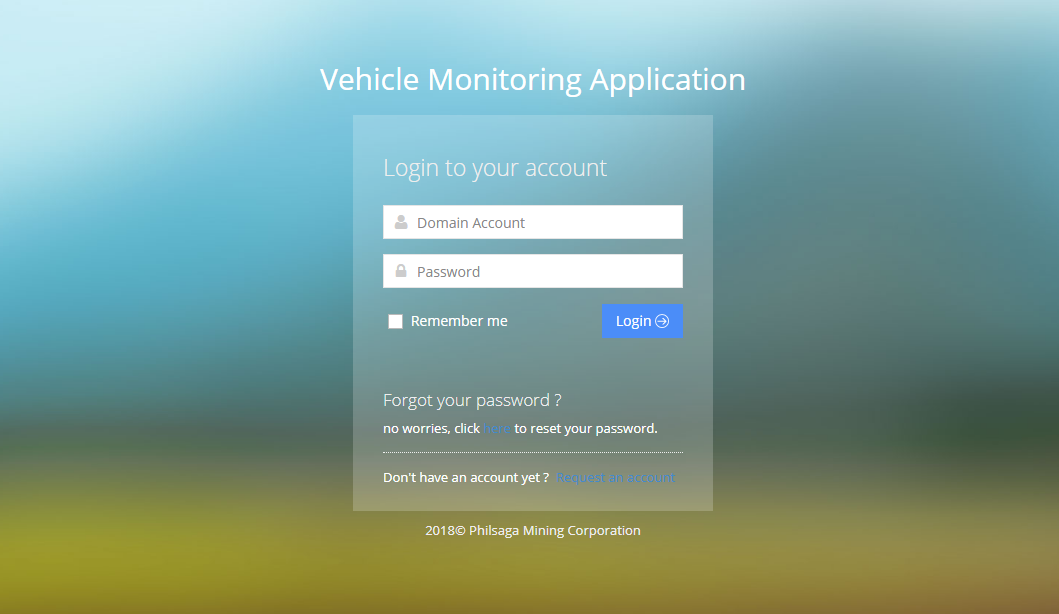 Vehicle Monitoring Application
Login to your account
Domain Account
Password
Remember me
Login
Forgot your password ?
no worries, click here to reset your password.
Don't have an account yet ? Request an account
2018© Philsaga Mining Corporation